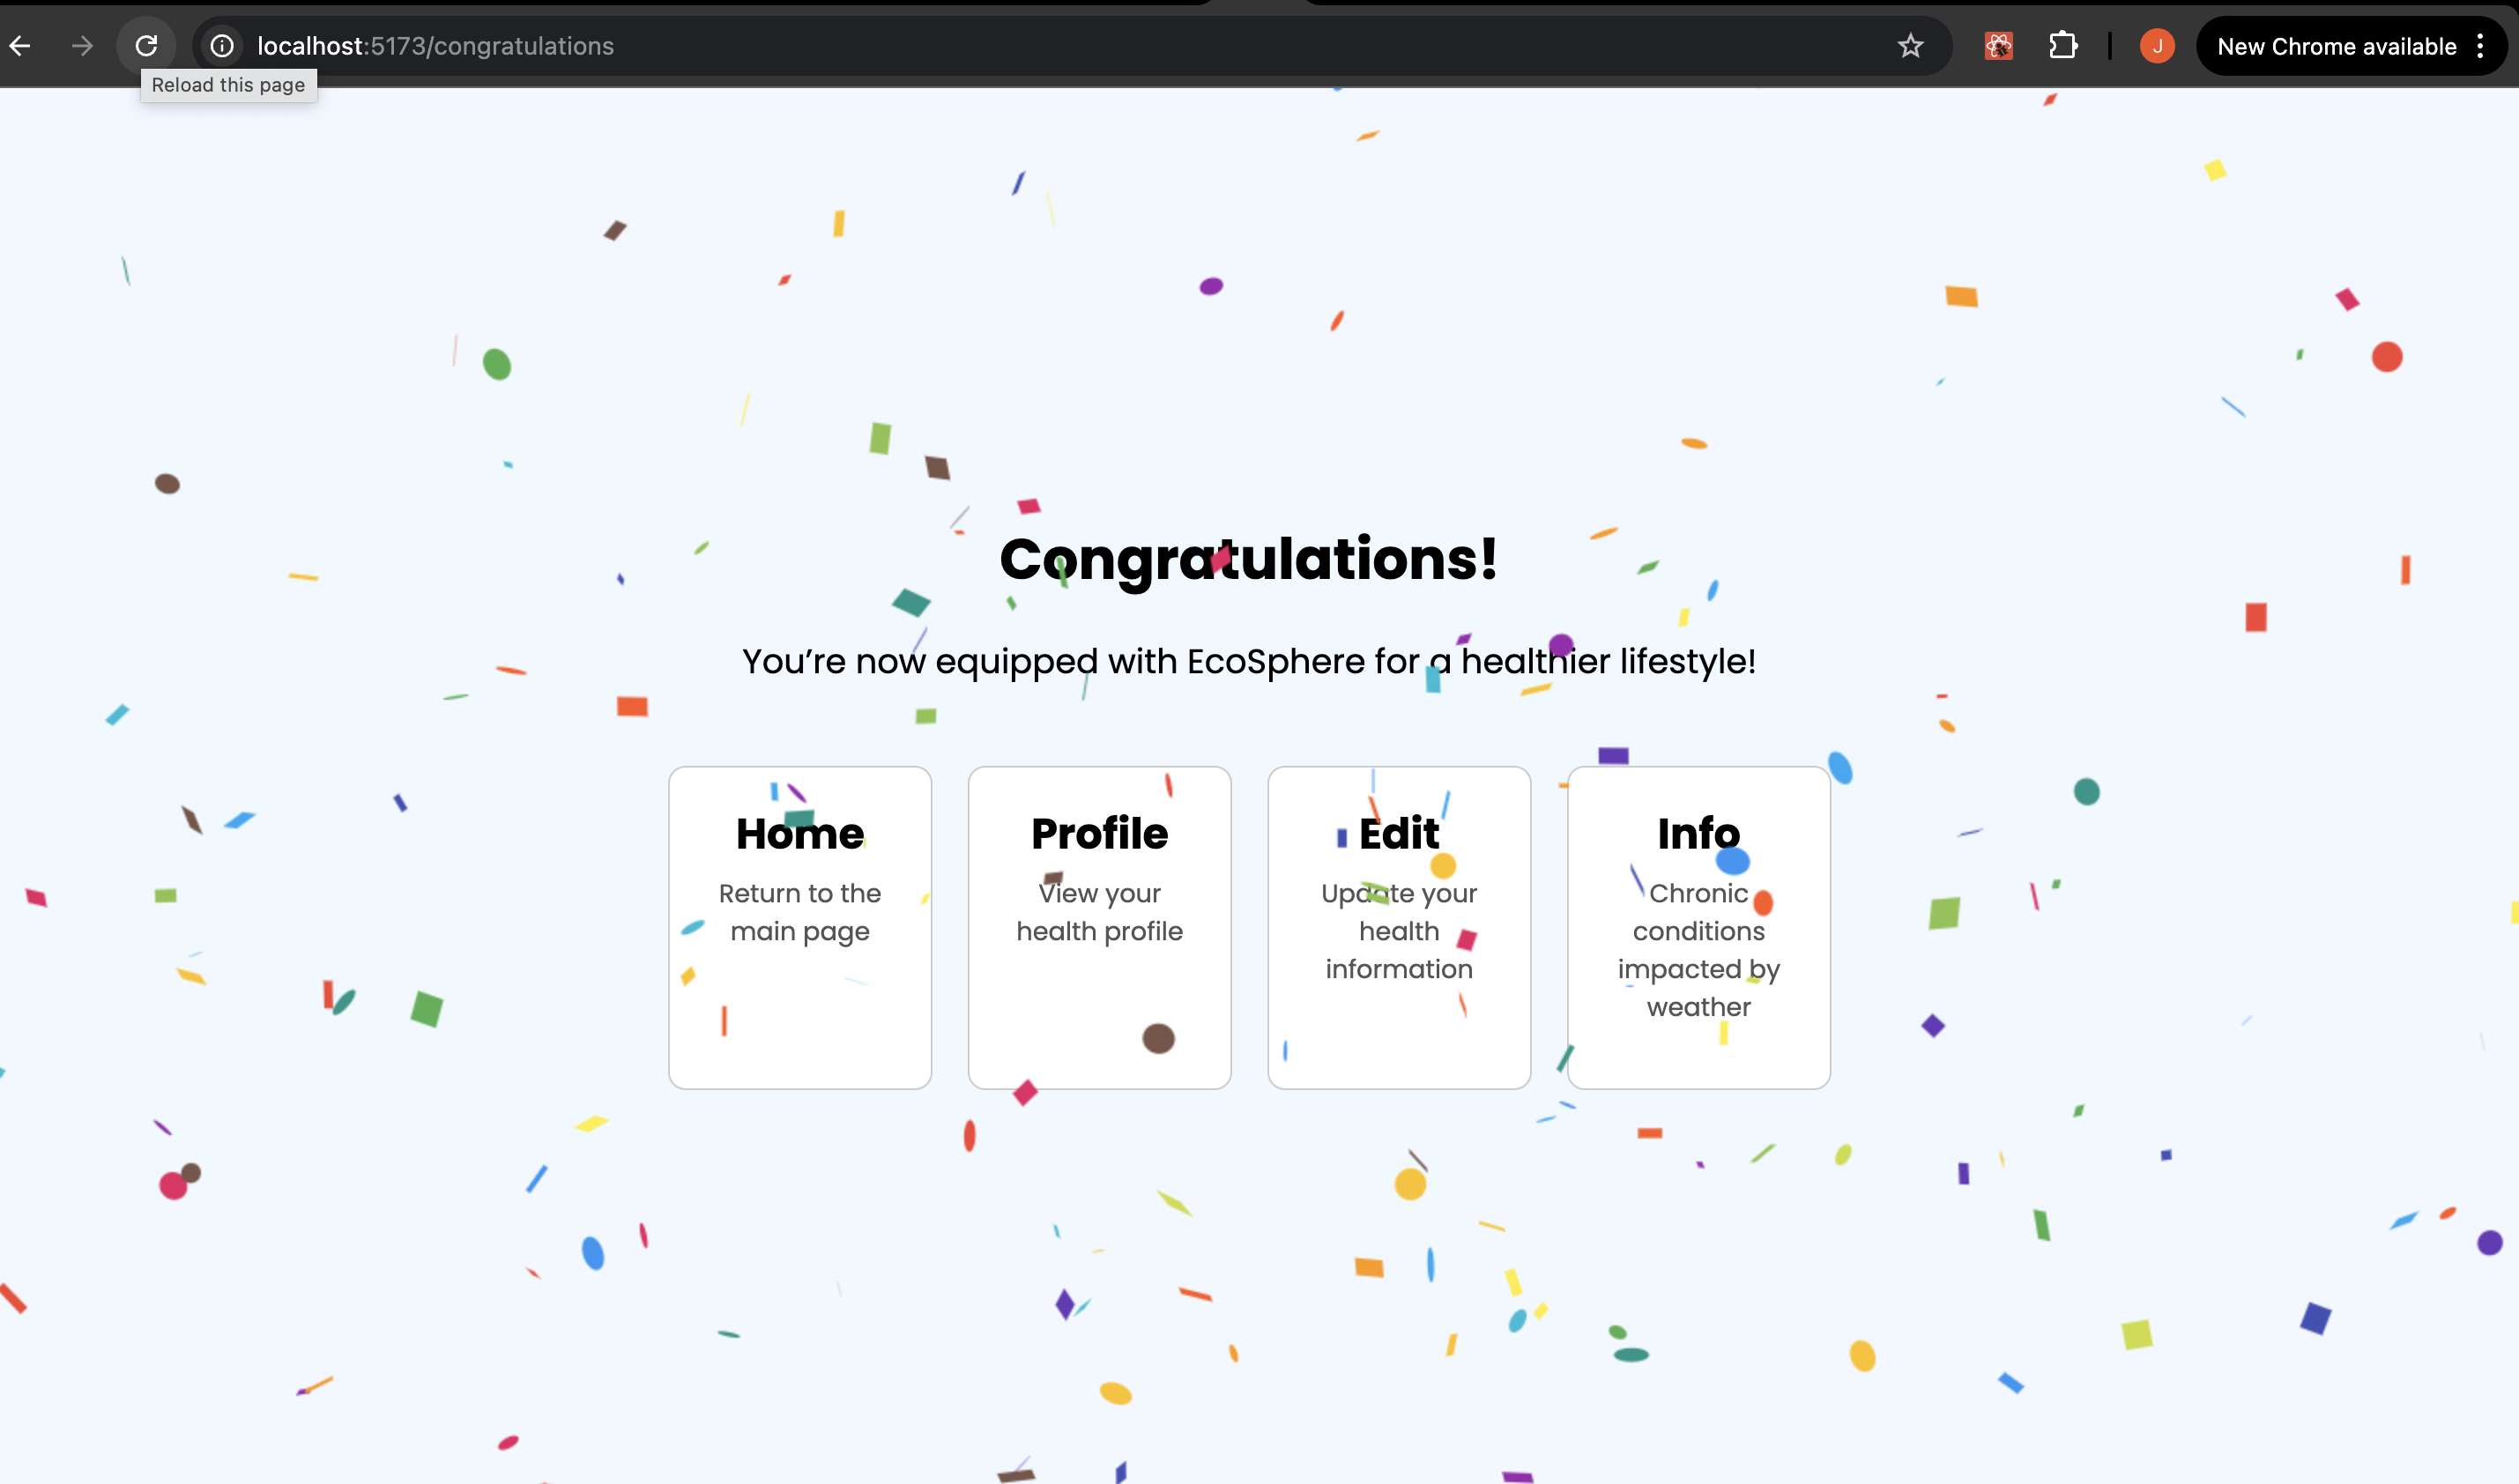 localhost:5173/congratulations
J
New Chrome available
Reload this page
Congratulations!
You’re now equipped with EcoSphere for a healthier lifestyle!
Home
Return to the
main page
Profile
View your
health profile
Edit
Update your
health
information
Info
Chronic
conditions
impacted by
weather